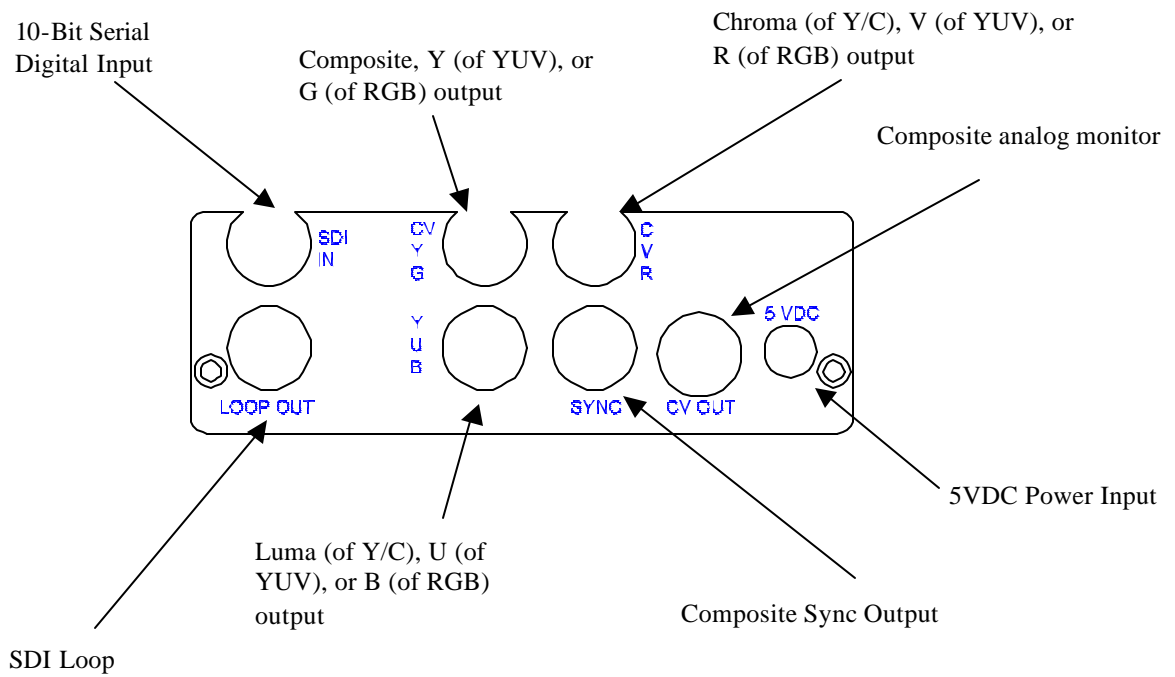 10-Bit Serial
Digital Input
Composite, Y (of YUV), or
G (of RGB) output
Chroma (of Y/C), V (of YUV), or
R (of RGB) output
Composite analog monitor
SDI
IN
CV
Y
G
C
V
R
Y
U
B
5 VDC
LOOP OUT
SYNC
CV OUT
5VDC Power Input
Luma (of Y/C), U (of
YUV), or B (of RGB)
output
Composite Sync Output
SDI Loop